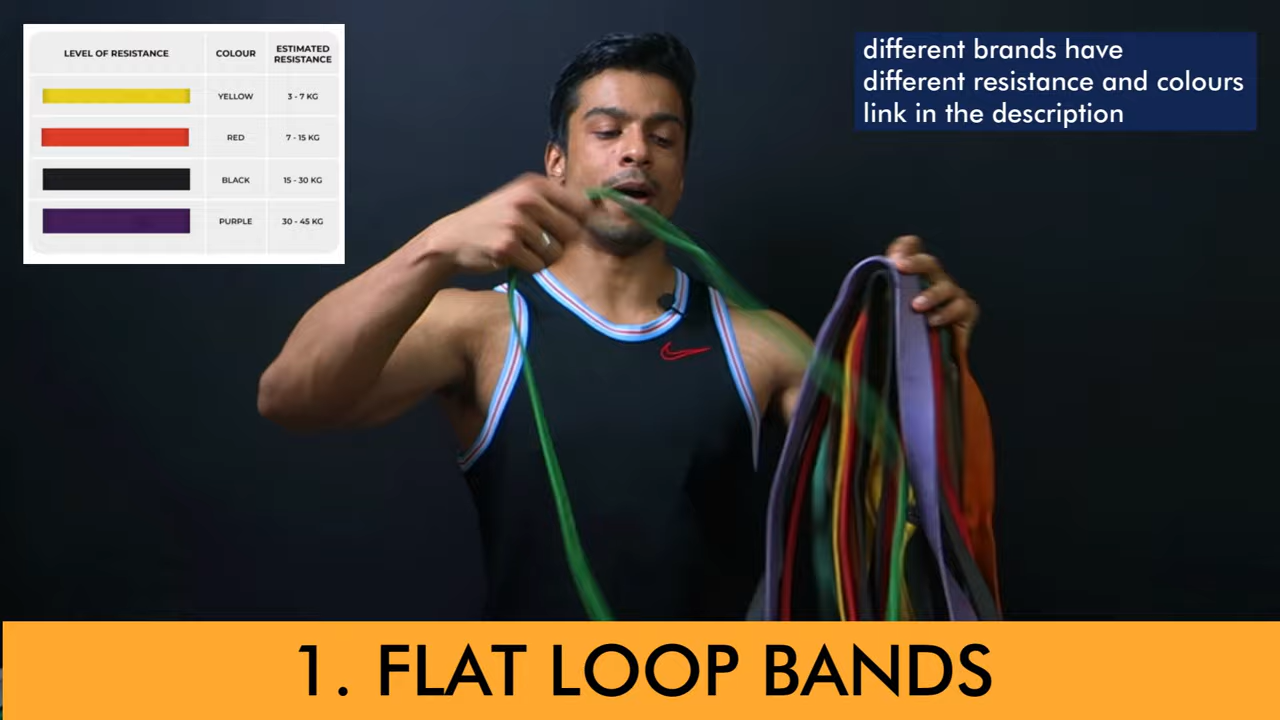 LEVEL OF RESISTANCE COLOUR ESTIMATED RESISTANCE
YELLOW 3 - 7 KG
RED 7 - 15 KG
BLACK 15 - 30 KG
PURPLE 30 - 45 KG
different brands have
different resistance and colours
link in the description
1. FLAT LOOP BANDS